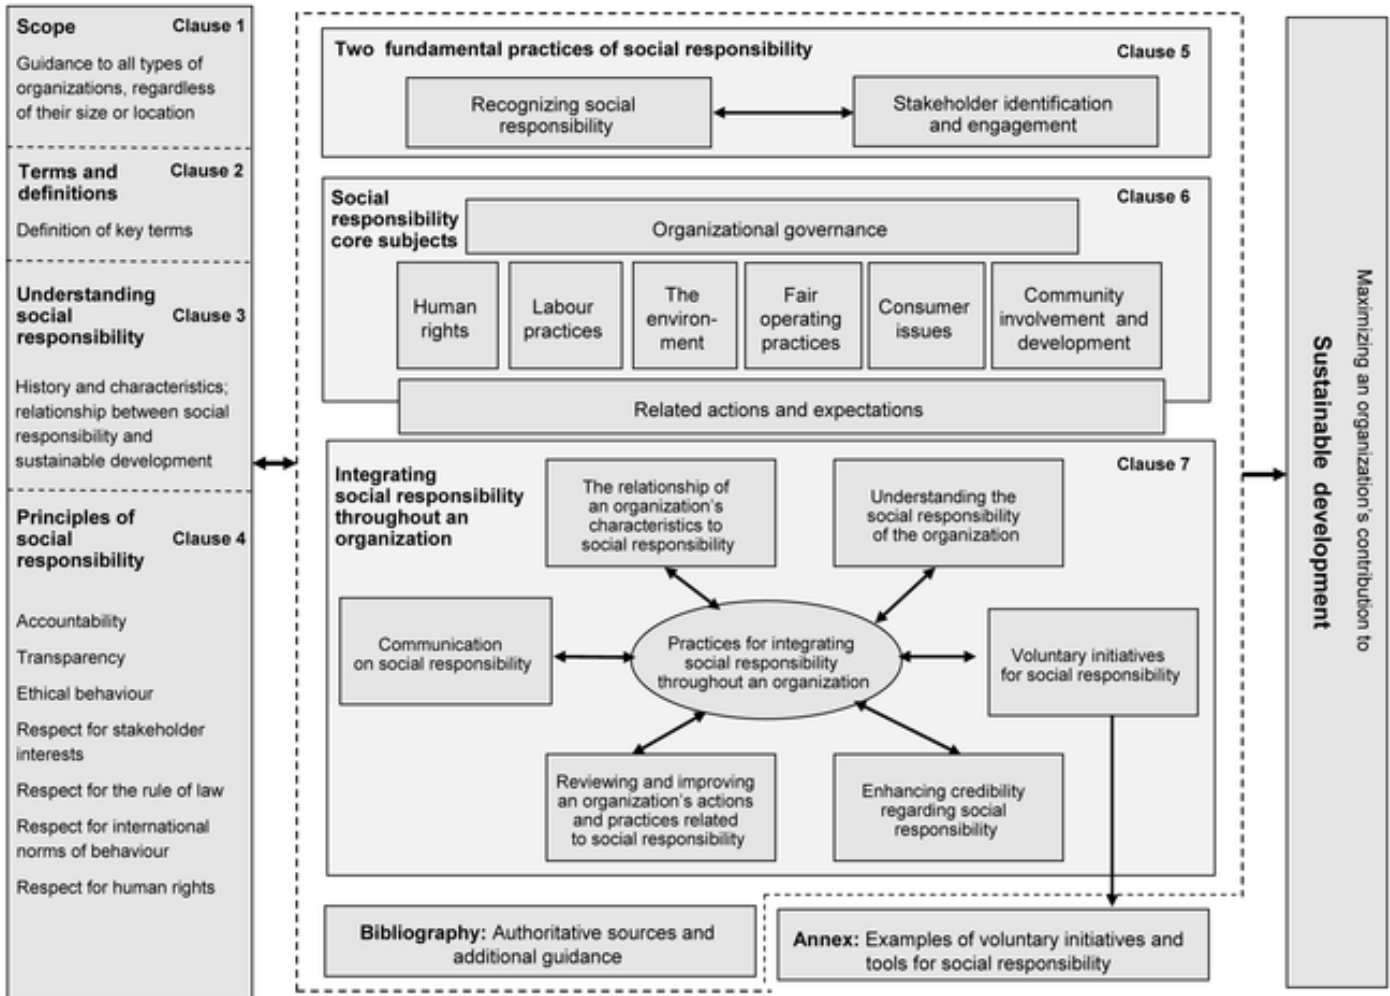 Scope Clause 1
Guidance to all types of
organizations, regardless
of their size or location
Terms and Clause 2
definitions
Definition of key terms
Understanding
social Clause 3
responsibility
History and characteristics;
relationship between social
responsibility and
sustainable development
Principles of
social Clause 4
responsibility
Accountability
Transparency
Ethical behaviour
Respect for stakeholder
interests
Respect for the rule of law
Respect for international
norms of behaviour
Respect for human rights
Two fundamental practices of social responsibility Clause 5
Recognizing social
responsibility
Stakeholder identification
and engagement
Social
responsibility
core subjects
Clause 6
Organizational governance
Human
rights
Labour
practices
The
environ-
ment
Fair
operating
practices
Consumer
issues
Community
involvement and
development
Related actions and expectations
Integrating
social responsibility
throughout an
organization
Clause 7
The relationship of
an organization's
characteristics to
social responsibility
Understanding the
social responsibility
of the organization
Communication
on social responsibility
Practices for integrating
social responsibility
throughout an organization
Voluntary initiatives
for social responsibility
Reviewing and improving
an organization's actions
and practices related
to social responsibility
Enhancing credibility
regarding social
responsibility
Bibliography: Authoritative sources and
additional guidance
Annex: Examples of voluntary initiatives and
tools for social responsibility
Maximizing an organization's contribution to
Sustainable development